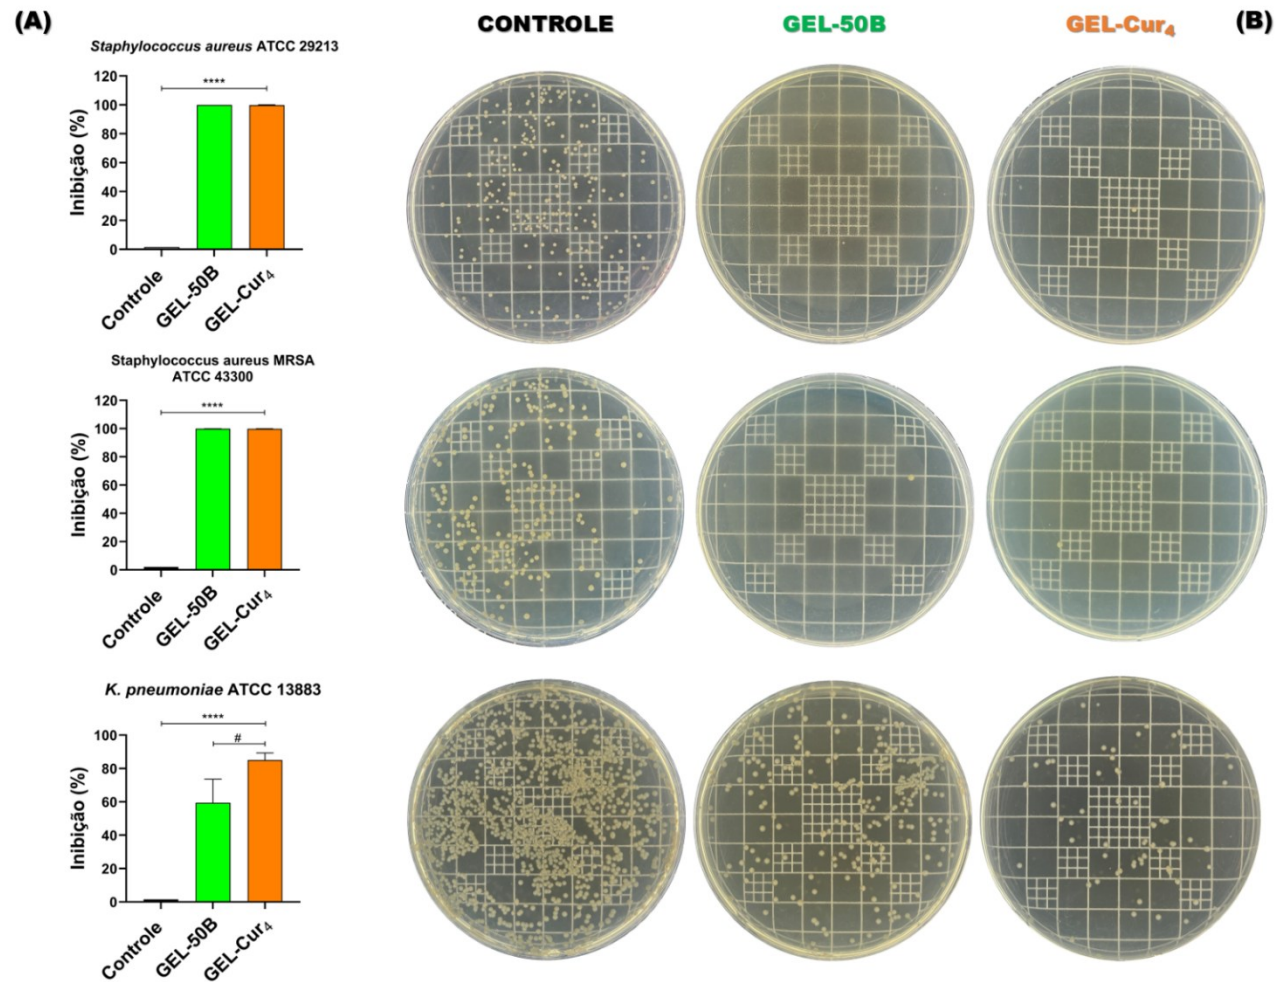 (A)
CONTROLE
GEL-50B
GEL-Cur₄
(B)
Staphylococcus aureus ATCC 29213
Inibição (%)
120
100
80
60
40
20
0
****
Controle
GEL-50B
GEL-Cur₄
Staphylococcus aureus MRSA
ATCC 43300
Inibição (%)
120
100
80
60
40
20
0
****
Controle
GEL-50B
GEL-Cur₄
K. pneumoniae ATCC 13883
Inibição (%)
100
80
60
40
20
0
****
#
Controle
GEL-50B
GEL-Cur₄